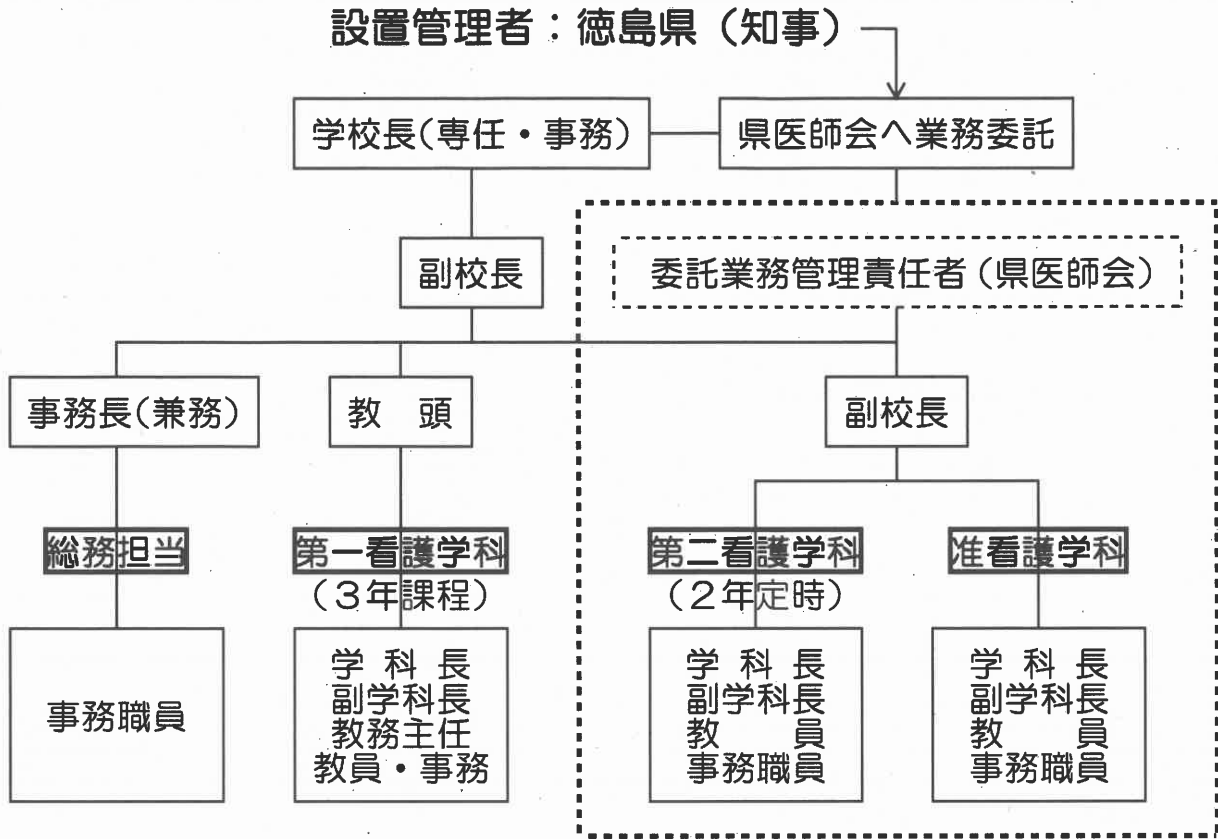 設置管理者：徳島県（知事）
学校長(専任・事務)
県医師会へ業務委託
副校長
委託業務管理責任者(県医師会)
事務長(兼務)
教　頭
副校長
総務担当
第一看護学科
（３年課程）
第二看護学科
（２年定時）
准看護学科
事務職員
学 科 長
副学科長
教務主任
教員・事務
学 科 長
副学科長
教　　員
事務職員
学 科 長
副学科長
教　　員
事務職員